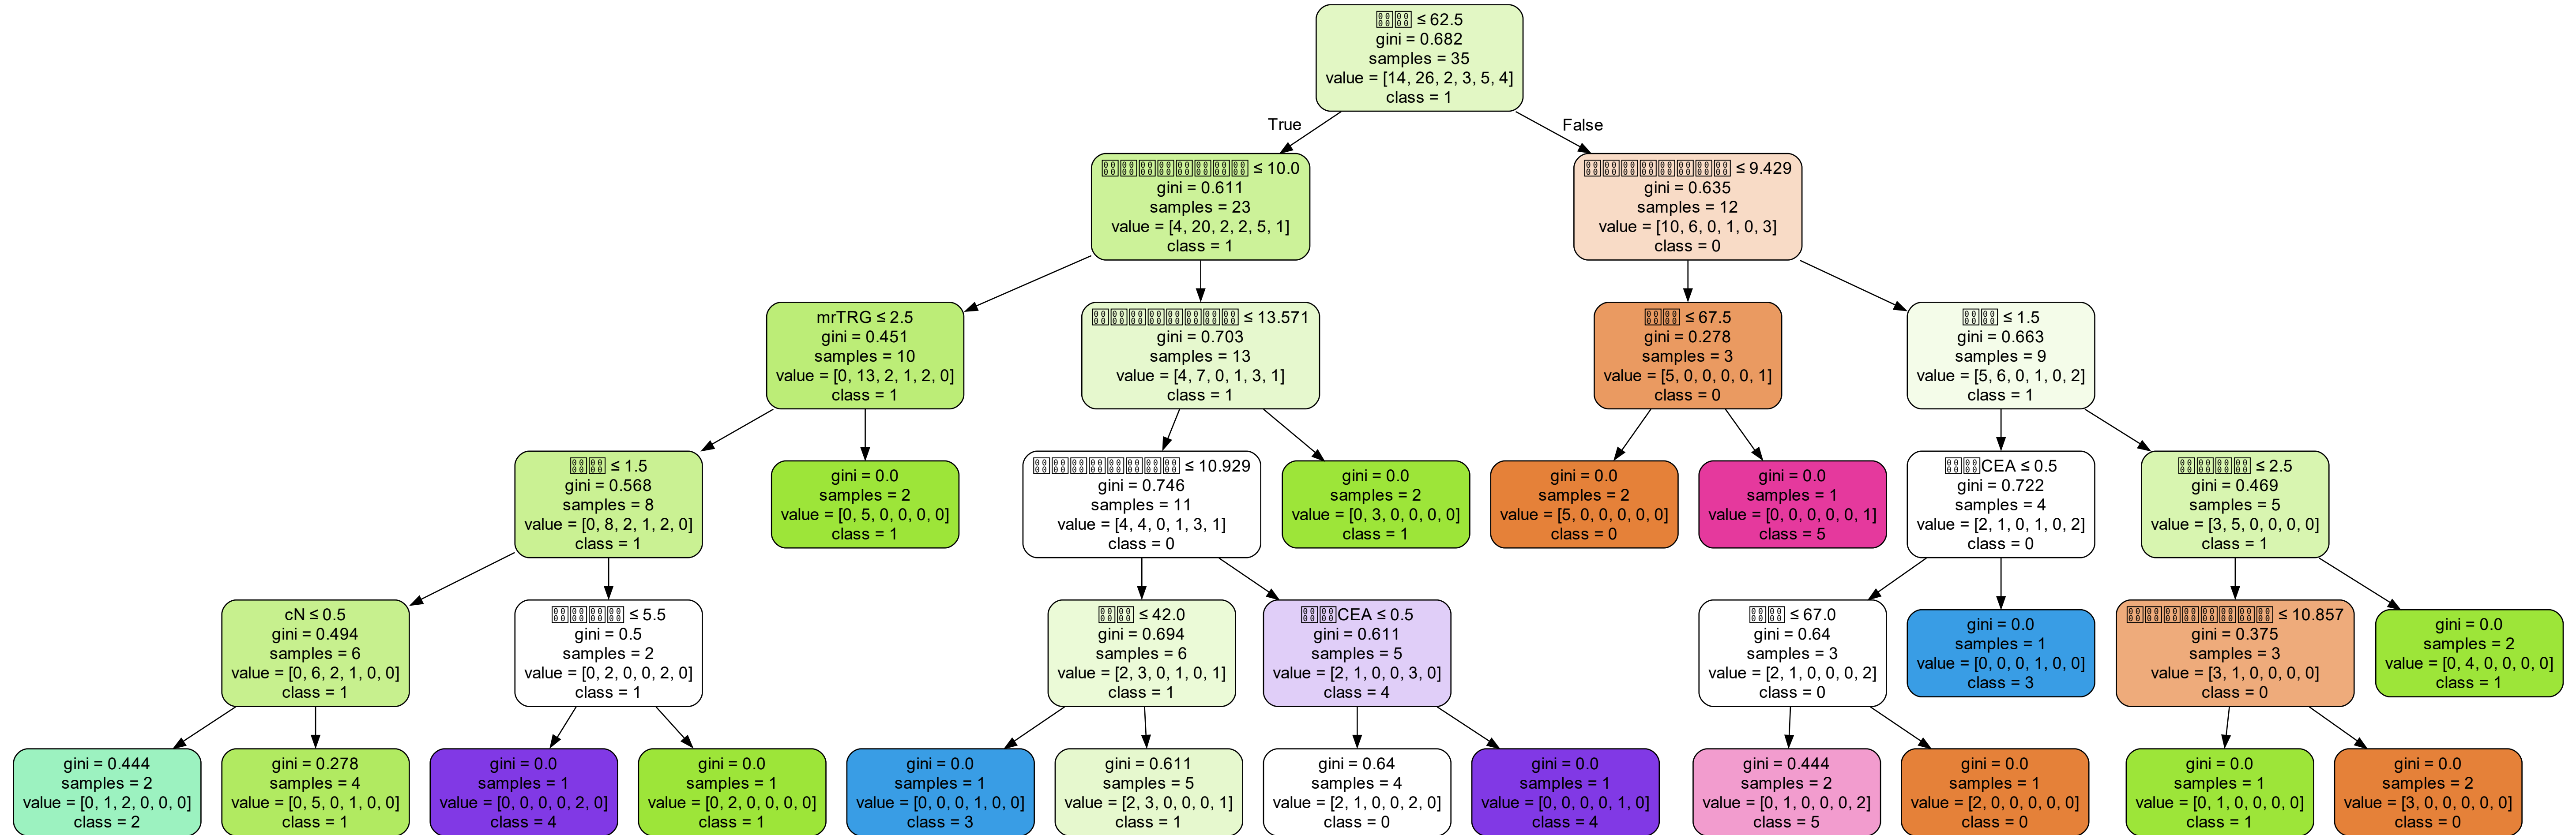 ≤ 62.5
gini = 0.682
samples = 35
value = [14, 26, 2, 3, 5, 4]
class = 1
True
False
≤ 10.0
gini = 0.611
samples = 23
value = [4, 20, 2, 2, 5, 1]
class = 1
≤ 9.429
gini = 0.635
samples = 12
value = [10, 6, 0, 1, 0, 3]
class = 0
mrTRG ≤ 2.5
gini = 0.451
samples = 10
value = [0, 13, 2, 1, 2, 0]
class = 1
≤ 13.571
gini = 0.703
samples = 13
value = [4, 7, 0, 1, 3, 1]
class = 1
≤ 67.5
gini = 0.278
samples = 3
value = [5, 0, 0, 0, 0, 1]
class = 0
≤ 1.5
gini = 0.663
samples = 9
value = [5, 6, 0, 1, 0, 2]
class = 1
≤ 1.5
gini = 0.568
samples = 8
value = [0, 8, 2, 1, 2, 0]
class = 1
gini = 0.0
samples = 2
value = [0, 5, 0, 0, 0, 0]
class = 1
≤ 10.929
gini = 0.746
samples = 11
value = [4, 4, 0, 1, 3, 1]
class = 0
gini = 0.0
samples = 2
value = [0, 3, 0, 0, 0, 0]
class = 1
gini = 0.0
samples = 2
value = [5, 0, 0, 0, 0, 0]
class = 0
gini = 0.0
samples = 1
value = [0, 0, 0, 0, 0, 1]
class = 5
CEA ≤ 0.5
gini = 0.722
samples = 4
value = [2, 1, 0, 1, 0, 2]
class = 0
≤ 2.5
gini = 0.469
samples = 5
value = [3, 5, 0, 0, 0, 0]
class = 1
cN ≤ 0.5
gini = 0.494
samples = 6
value = [0, 6, 2, 1, 0, 0]
class = 1
≤ 5.5
gini = 0.5
samples = 2
value = [0, 2, 0, 0, 2, 0]
class = 1
≤ 42.0
gini = 0.694
samples = 6
value = [2, 3, 0, 1, 0, 1]
class = 1
CEA ≤ 0.5
gini = 0.611
samples = 5
value = [2, 1, 0, 0, 3, 0]
class = 4
≤ 67.0
gini = 0.64
samples = 3
value = [2, 1, 0, 0, 0, 2]
class = 0
gini = 0.0
samples = 1
value = [0, 0, 0, 1, 0, 0]
class = 3
≤ 10.857
gini = 0.375
samples = 3
value = [3, 1, 0, 0, 0, 0]
class = 0
gini = 0.0
samples = 2
value = [0, 4, 0, 0, 0, 0]
class = 1
gini = 0.444
samples = 2
value = [0, 1, 2, 0, 0, 0]
class = 2
gini = 0.278
samples = 4
value = [0, 5, 0, 1, 0, 0]
class = 1
gini = 0.0
samples = 1
value = [0, 0, 0, 0, 2, 0]
class = 4
gini = 0.0
samples = 1
value = [0, 2, 0, 0, 0, 0]
class = 1
gini = 0.0
samples = 1
value = [0, 0, 0, 1, 0, 0]
class = 3
gini = 0.611
samples = 5
value = [2, 3, 0, 0, 0, 1]
class = 1
gini = 0.64
samples = 4
value = [2, 1, 0, 0, 2, 0]
class = 0
gini = 0.0
samples = 1
value = [0, 0, 0, 0, 1, 0]
class = 4
gini = 0.444
samples = 2
value = [0, 1, 0, 0, 0, 2]
class = 5
gini = 0.0
samples = 1
value = [2, 0, 0, 0, 0, 0]
class = 0
gini = 0.0
samples = 1
value = [0, 1, 0, 0, 0, 0]
class = 1
gini = 0.0
samples = 2
value = [3, 0, 0, 0, 0, 0]
class = 0